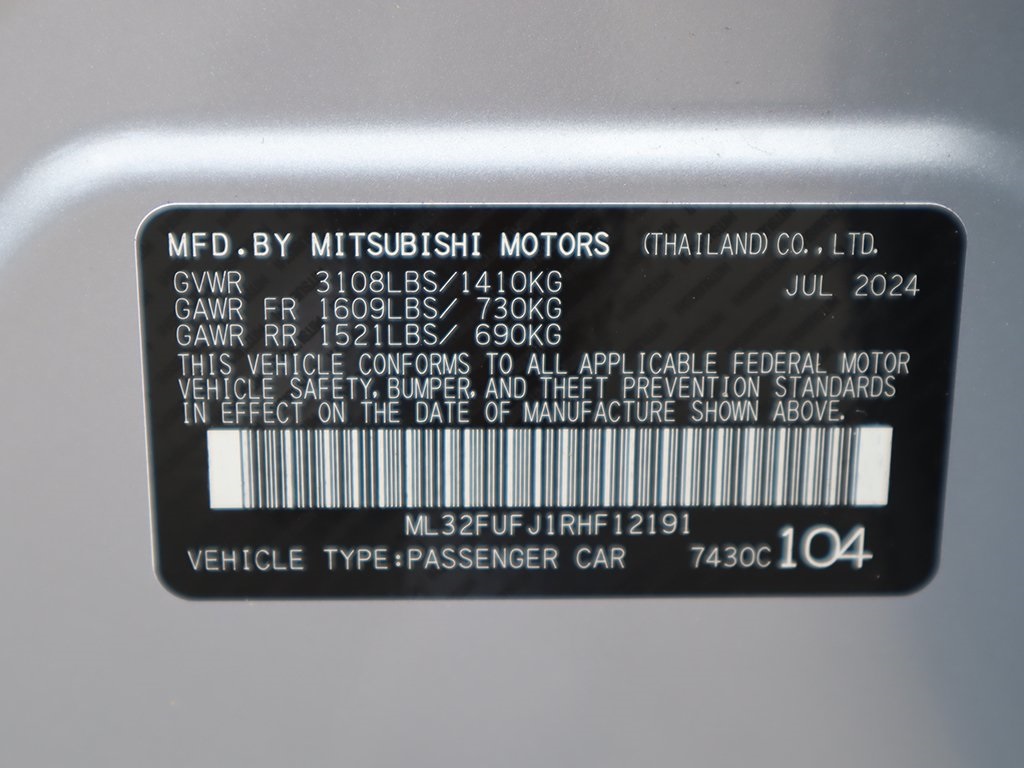 MFD.BY MITSUBISHI MOTORS (THAILAND) CO.,LTD.
GVWR 3108LBS/1410KG JUL 2024
GAWR FR 1609LBS/ 730KG
GAWR RR 1521LBS/ 690KG
THIS VEHICLE CONFORMS TO ALL APPLICABLE FEDERAL MOTOR
VEHICLE SAFETY, BUMPER, AND THEFT PREVENTION STANDARDS
IN EFFECT ON THE DATE OF MANUFACTURE SHOWN ABOVE.
ML32FUFJ1RHF12191
VEHICLE TYPE:PASSENGER CAR 7430C 104